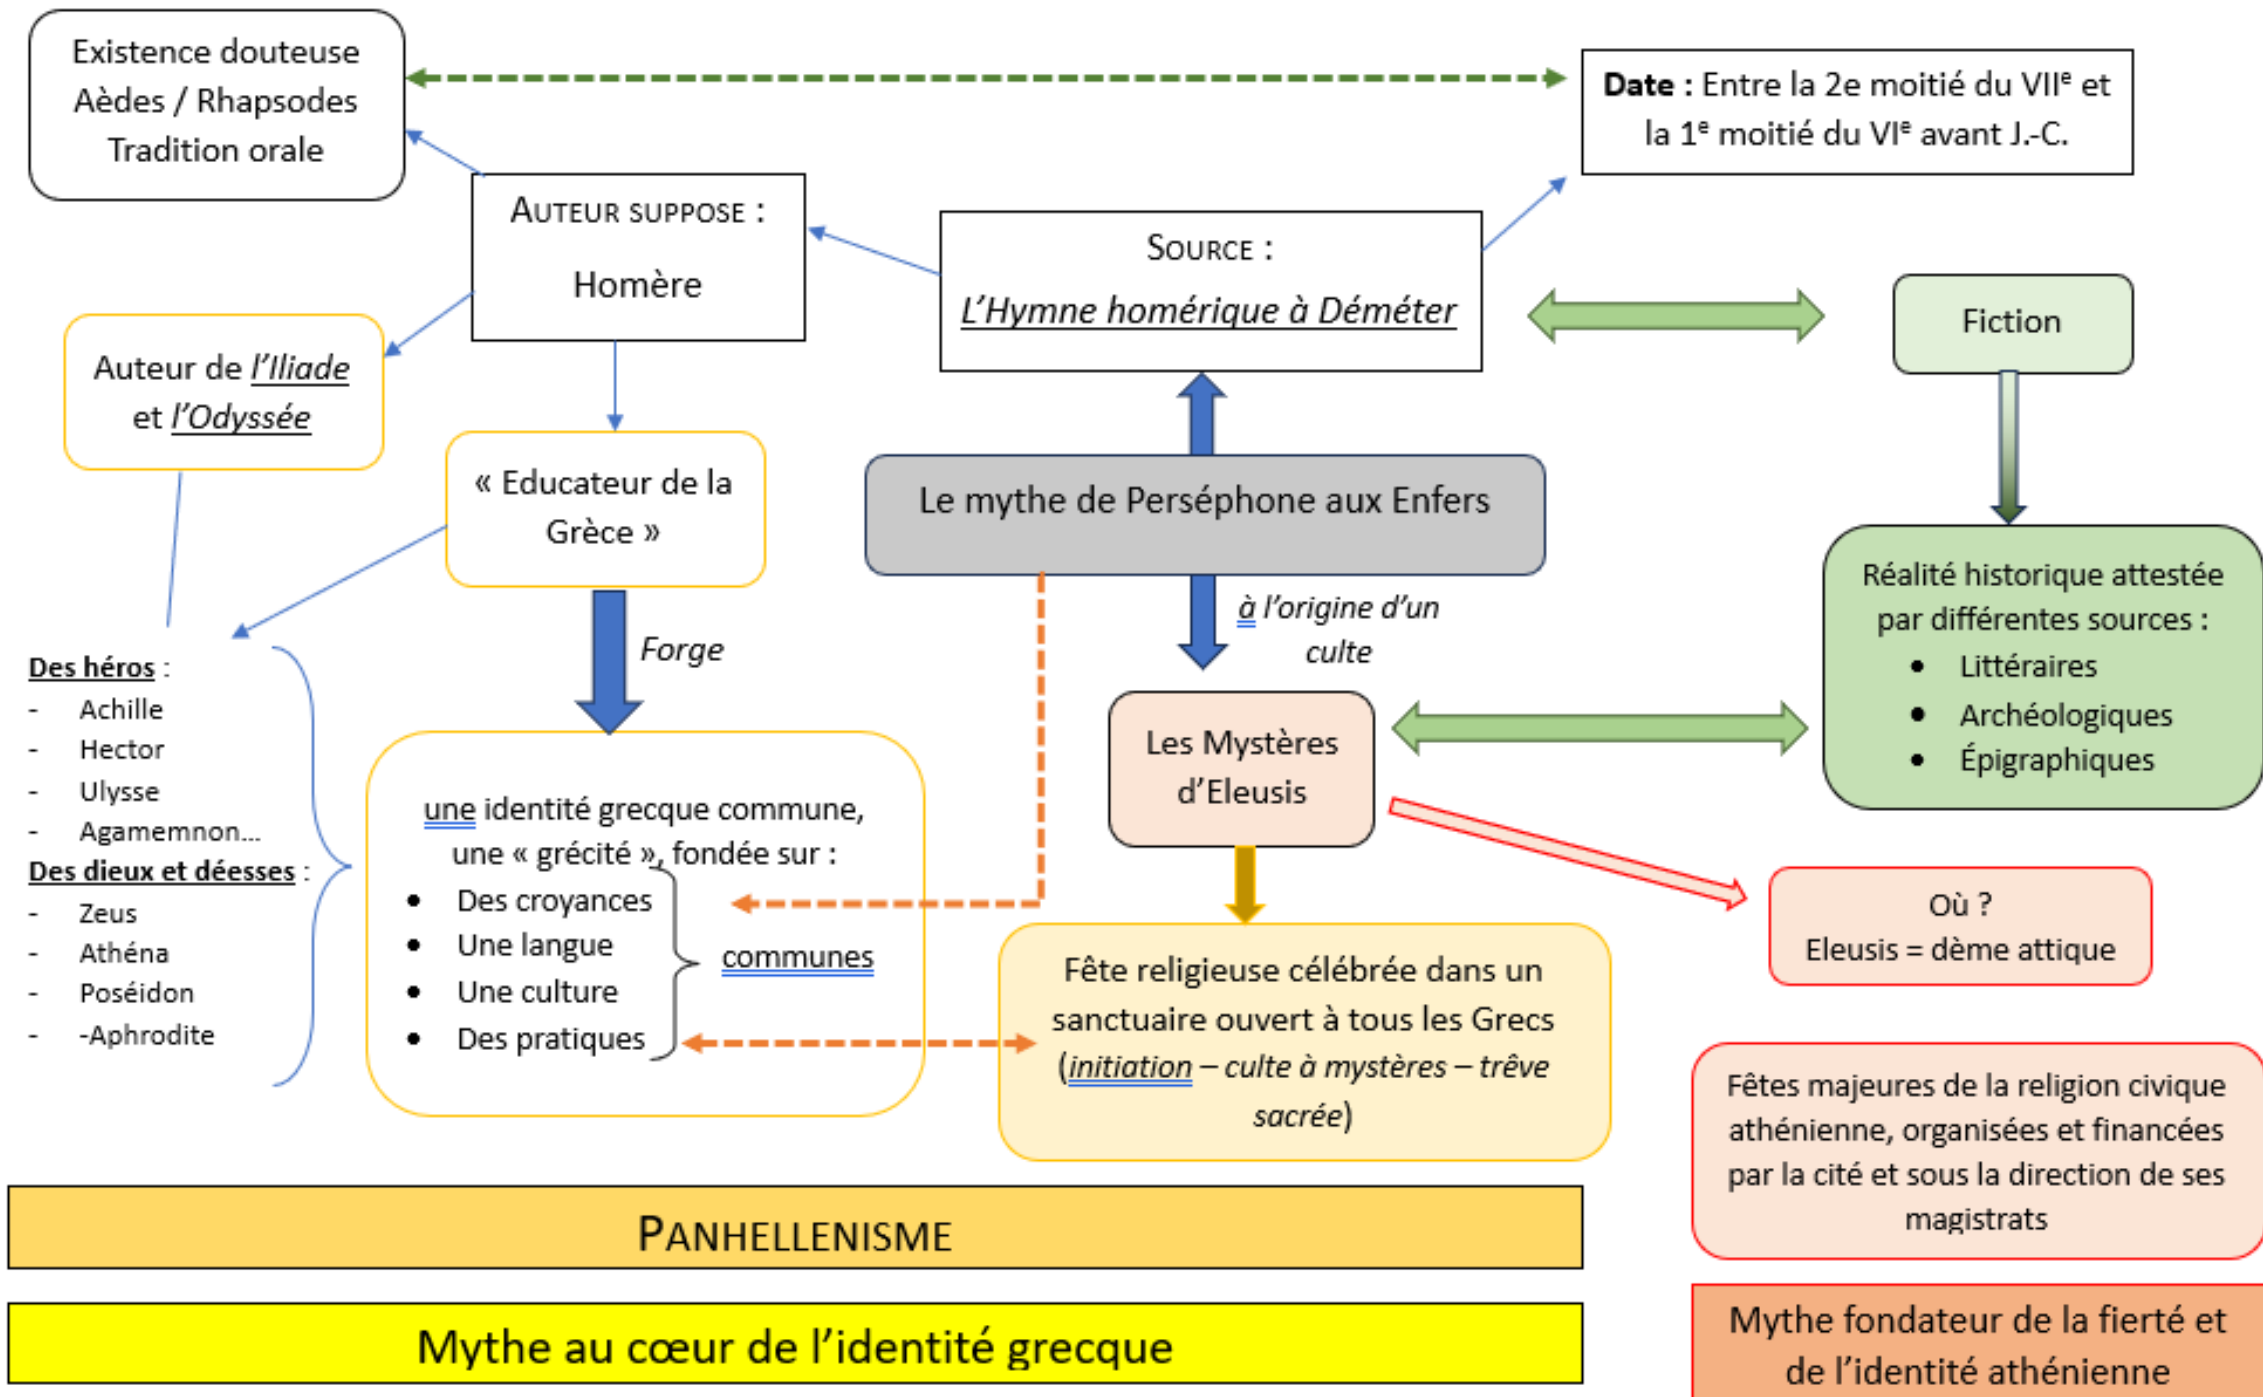 Existence douteuse
Aèdes / Rhapsodes
Tradition orale
Date : Entre la 2e moitié du VIIᵉ et
la 1ᵉ moitié du VIᵉ avant J.-C.
AUTEUR SUPPOSE :
Homère
SOURCE :
L'Hymne homérique à Déméter
Fiction
Auteur de l'Iliade
et l'Odyssée
« Educateur de la
Grèce »
Le mythe de Perséphone aux Enfers
Réalité historique attestée
par différentes sources :
• Littéraires
• Archéologiques
• Épigraphiques
à l'origine d'un
culte
Forge
Des héros :
- Achille
- Hector
- Ulysse
- Agamemnon...
Des dieux et déesses :
- Zeus
- Athéna
- Poséidon
- -Aphrodite
une identité grecque commune,
une « grécité », fondée sur :
• Des croyances
• Une langue
• Une culture
• Des pratiques
communes
Les Mystères
d'Eleusis
Où ?
Eleusis = dème attique
Fête religieuse célébrée dans un
sanctuaire ouvert à tous les Grecs
(initiation – culte à mystères – trêve
sacrée)
Fêtes majeures de la religion civique
athénienne, organisées et financées
par la cité et sous la direction de ses
magistrats
PANHELLENISME
Mythe au cœur de l'identité grecque
Mythe fondateur de la fierté et
de l'identité athénienne